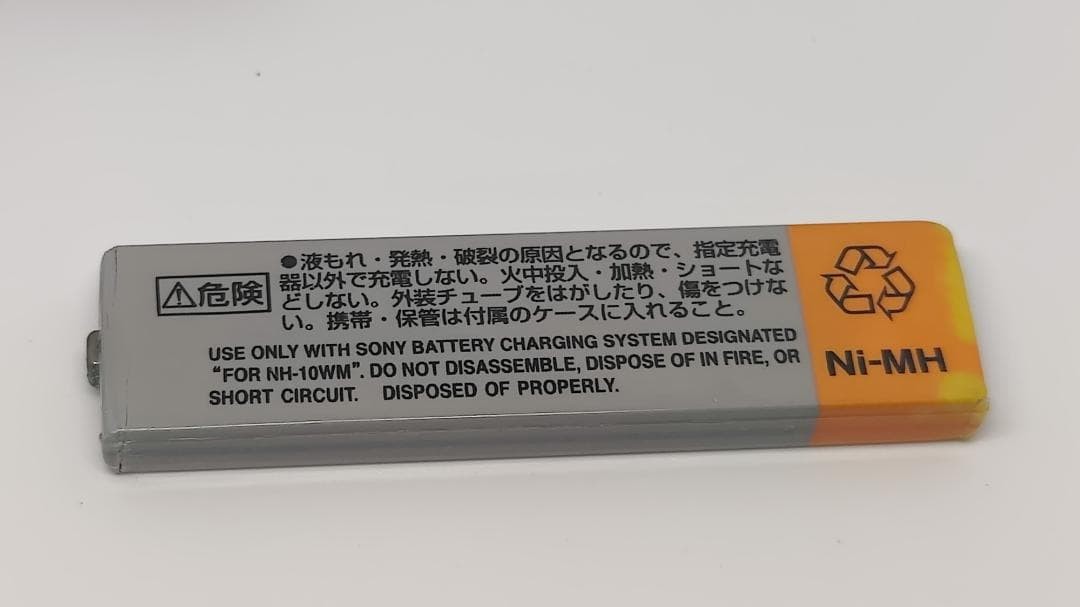 危険
●液もれ・発熱・破裂の原因となるので、指定充電
器以外で充電しない。火中投入・加熱・ショートな
どしない。外装チューブをはがしたり、傷をつけな
い。携帯・保管は付属のケースに入れること。
USE ONLY WITH SONY BATTERY CHARGING SYSTEM DESIGNATED
“FOR NH-10WM”. DO NOT DISASSEMBLE, DISPOSE OF IN FIRE, OR
SHORT CIRCUIT. DISPOSED OF PROPERLY.
Ni-MH